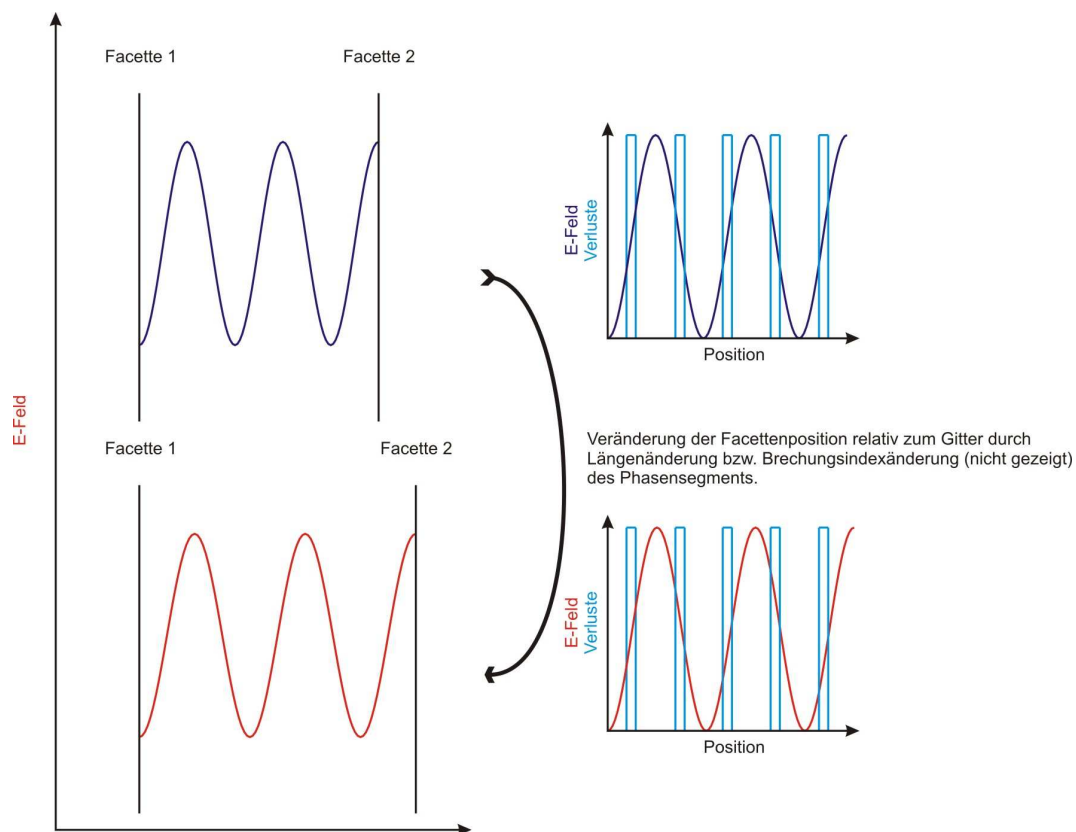 Facette 1
Facette 2
E-Feld
Verluste
Position
E-Feld
Facette 1
Facette 2
Veränderung der Facettenposition relativ zum Gitter durch
Längenänderung bzw. Brechungsindexänderung (nicht gezeigt)
des Phasensegments.
E-Feld
Verluste
Position